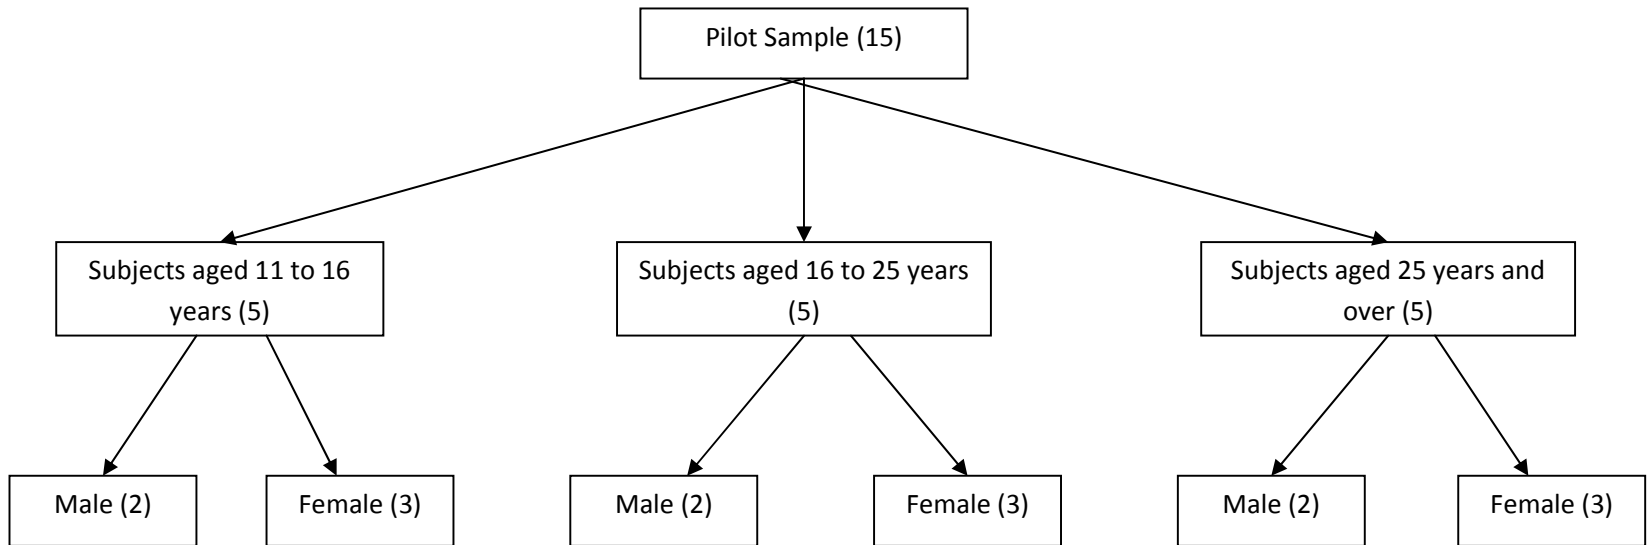 Pilot Sample (15)
Subjects aged 11 to 16
years (5)
Subjects aged 16 to 25 years
(5)
Subjects aged 25 years and
over (5)
Male (2)
Female (3)
Male (2)
Female (3)
Male (2)
Female (3)